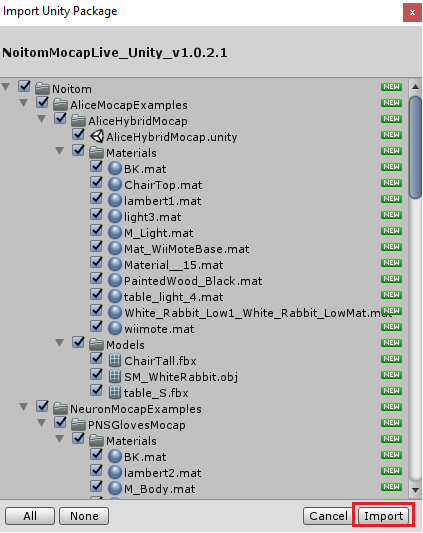 Import Unity Package x
NoitomMocapLive_Unity_v1.0.2.1
Noitom NEW
AliceMocapExamples NEW
AliceHybridMocap NEW
AliceHybridMocap.unity NEW
Materials NEW
BK.mat NEW
ChairTop.mat NEW
lambert1.mat NEW
light3.mat NEW
M_Light.mat NEW
Mat_WiiMoteBase.mat NEW
Material__15.mat NEW
PaintedWood_Black.mat NEW
table_light_4.mat NEW
White_Rabbit_Low1_White_Rabbit_LowMat.mat NEW
wiimote.mat NEW
Models NEW
ChairTall.fbx NEW
SM_WhiteRabbit.obj NEW
table_S.fbx NEW
NeuronMocapExamples NEW
PNSGlovesMocap NEW
Materials NEW
BK.mat NEW
lambert2.mat NEW
M_Body.mat NEW
All None Cancel Import